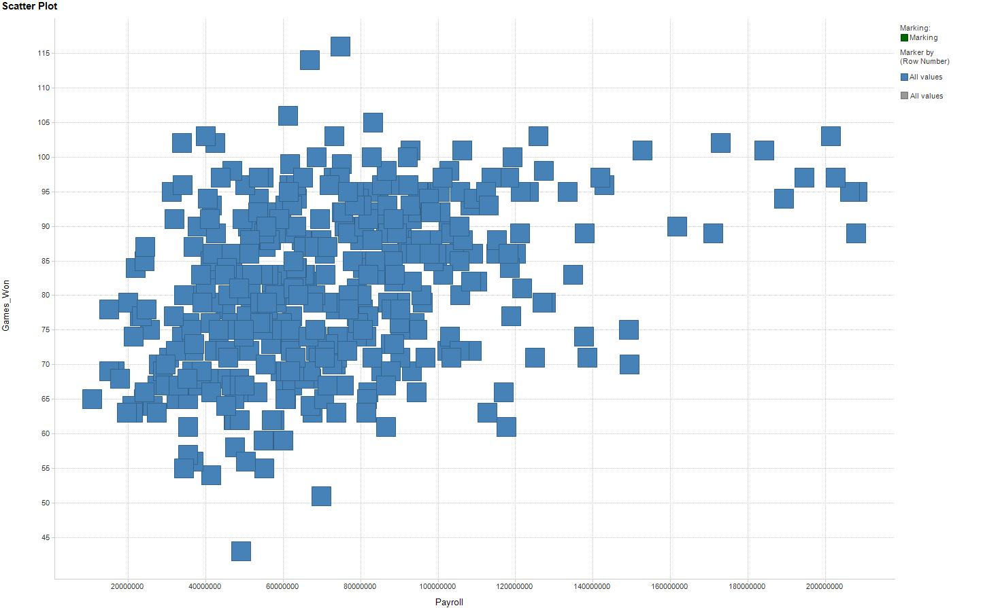 Scatter Plot
Marking:
Marking
Marker by
(Row Number)
All values
All values
Games_Won
115
110
105
100
95
90
85
80
75
70
65
60
55
50
45
20000000
40000000
60000000
80000000
100000000
120000000
140000000
160000000
180000000
200000000
Payroll